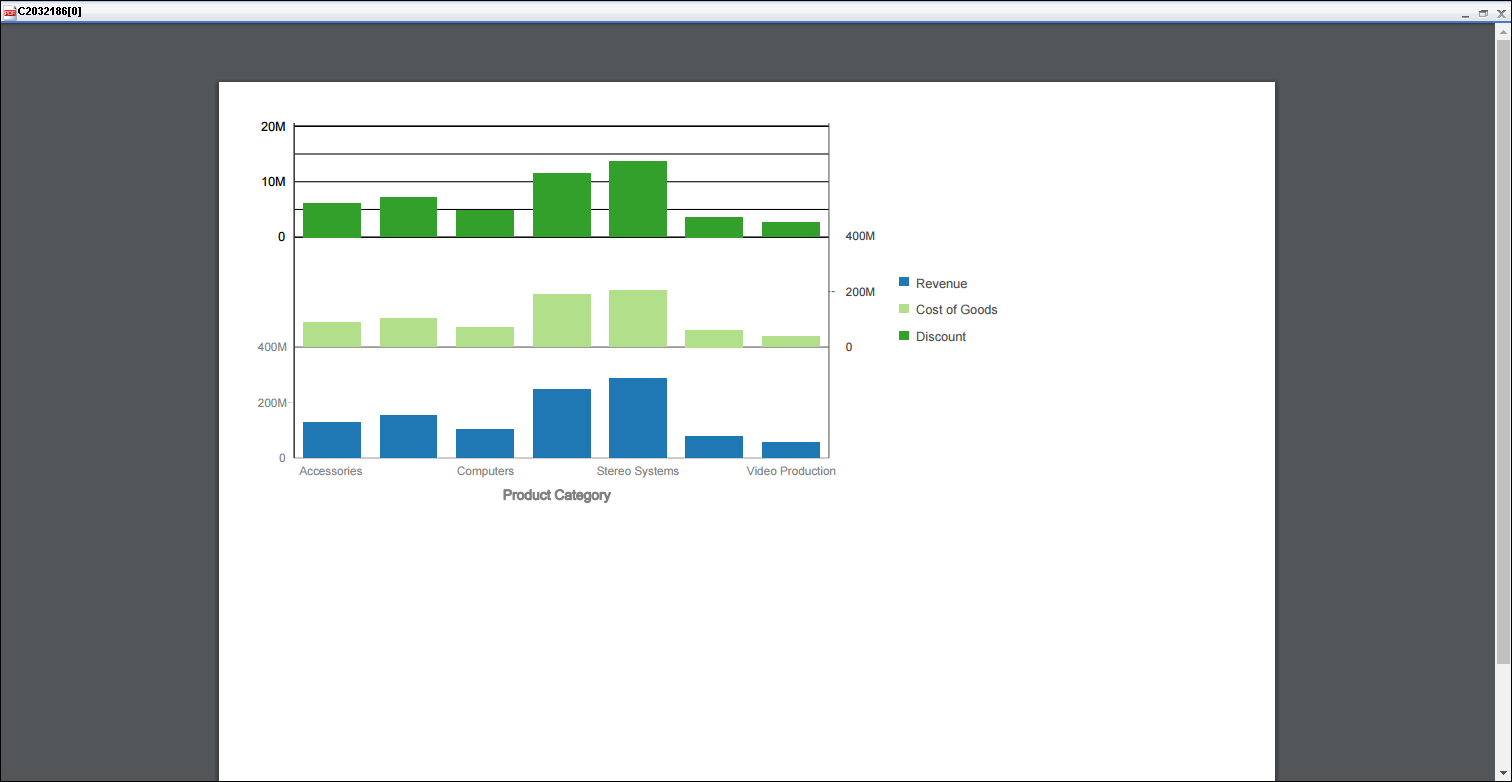 C2032186[0]
20M
10M
0
400M
200M
0
400M
200M
0
Revenue
Cost of Goods
Discount
Accessories Computers Stereo Systems Video Production
Product Category